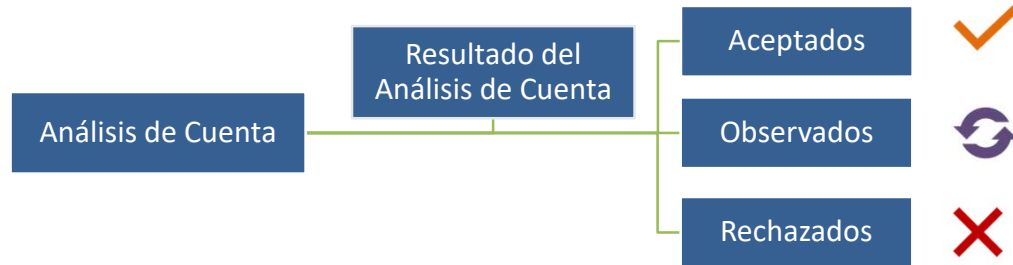 Análisis de Cuenta
Resultado del
Análisis de Cuenta
Aceptados
Observados
Rechazados